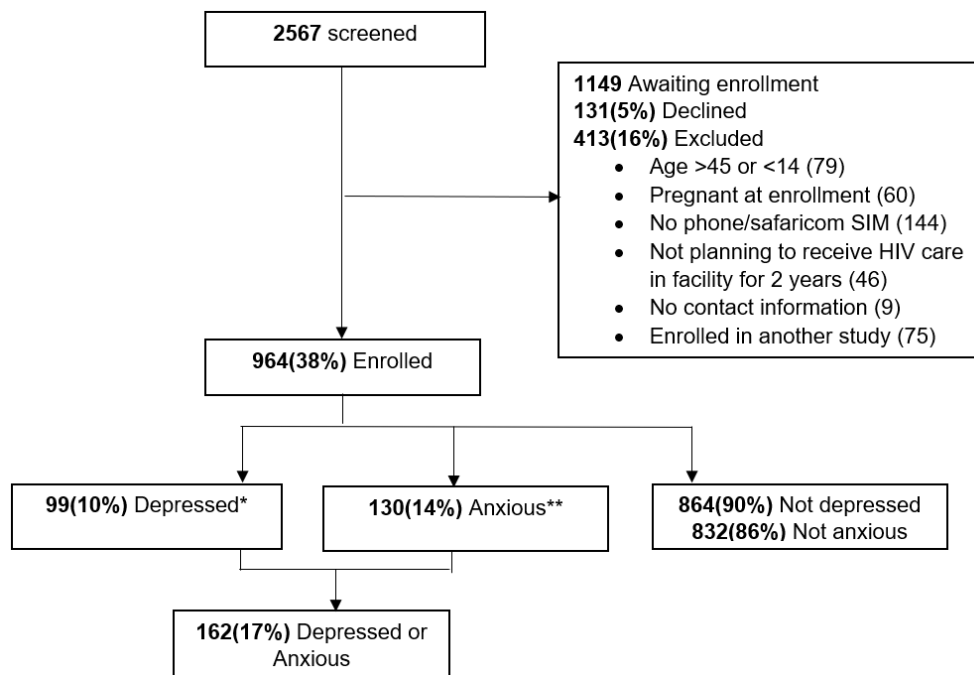 2567 screened
1149 Awaiting enrollment
131(5%) Declined
413(16%) Excluded
• Age >45 or <14 (79)
• Pregnant at enrollment (60)
• No phone/safaricom SIM (144)
• Not planning to receive HIV care
in facility for 2 years (46)
• No contact information (9)
• Enrolled in another study (75)
964(38%) Enrolled
99(10%) Depressed*
130(14%) Anxious**
864(90%) Not depressed
832(86%) Not anxious
162(17%) Depressed or
Anxious